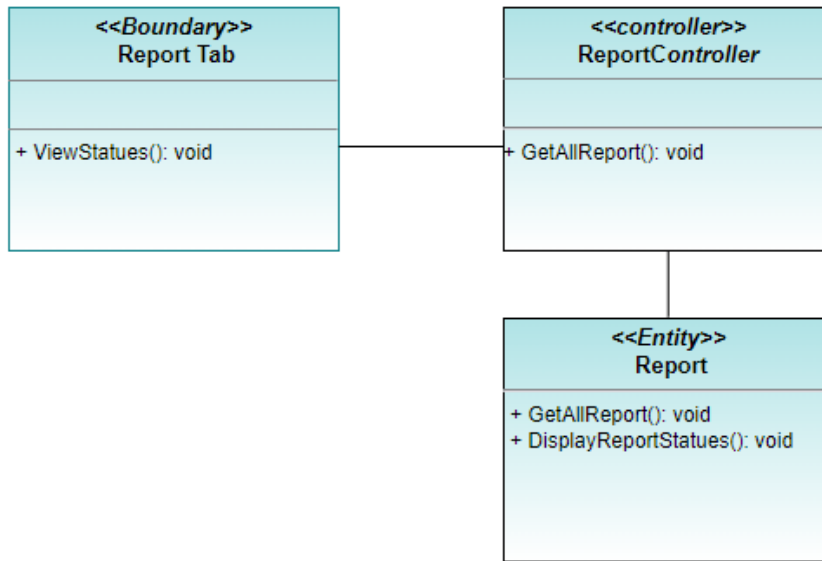 <<Boundary>>
Report Tab
+ ViewStatues(): void
<<controller>>
ReportController
+ GetAllReport(): void
<<Entity>>
Report
+ GetAllReport(): void
+ DisplayReportStatues(): void